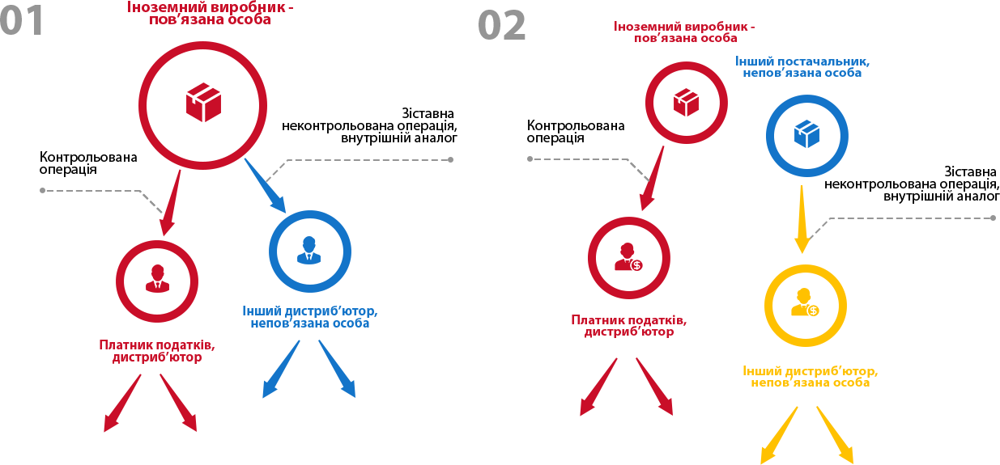 01
Іноземний виробник -
пов’язана особа
Зіставна
неконтрольована операція,
внутрішній аналог
Контрольована
операція
Інший дистриб’ютор,
непов’язана особа
Платник податків,
дистриб’ютор
02
Іноземний виробник -
пов’язана особа
Інший постачальник,
непов’язана особа
Контрольована
операція
Зіставна
неконтрольована операція,
внутрішній аналог
$
$
Платник податків,
дистриб’ютор
Інший дистриб’ютор,
непов’язана особа